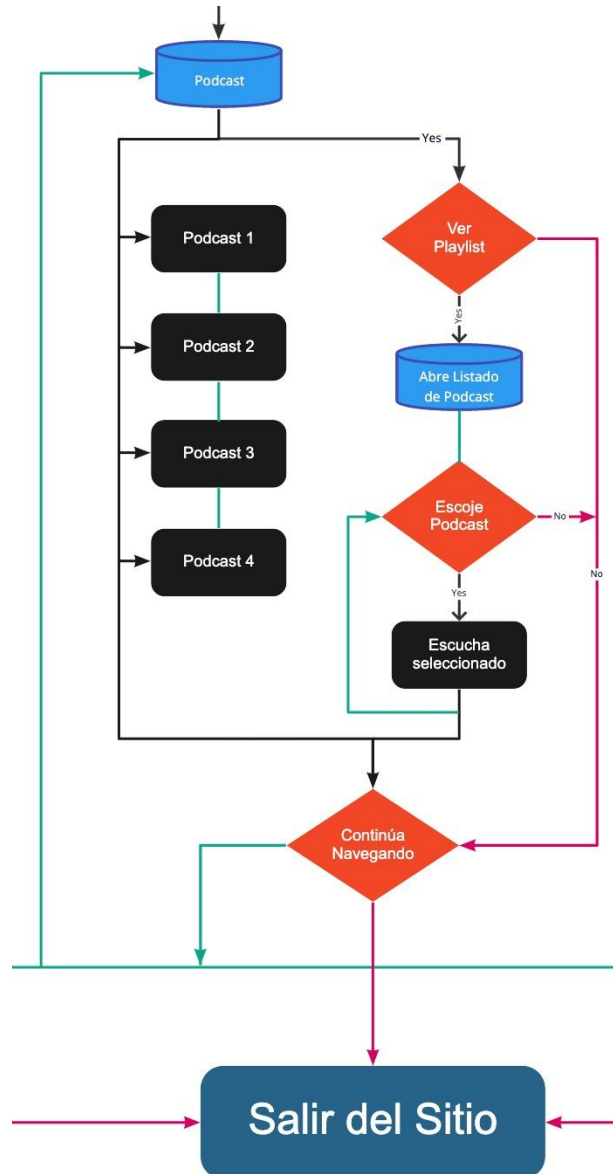 Podcast
Yes
Ver
Playlist
Podcast 1
Podcast 2
Podcast 3
Podcast 4
Yes
Abre Listado
de Podcast
Escoje
Podcast
No
No
Yes
Escucha
seleccionado
Continúa
Navegando
Salir del Sitio